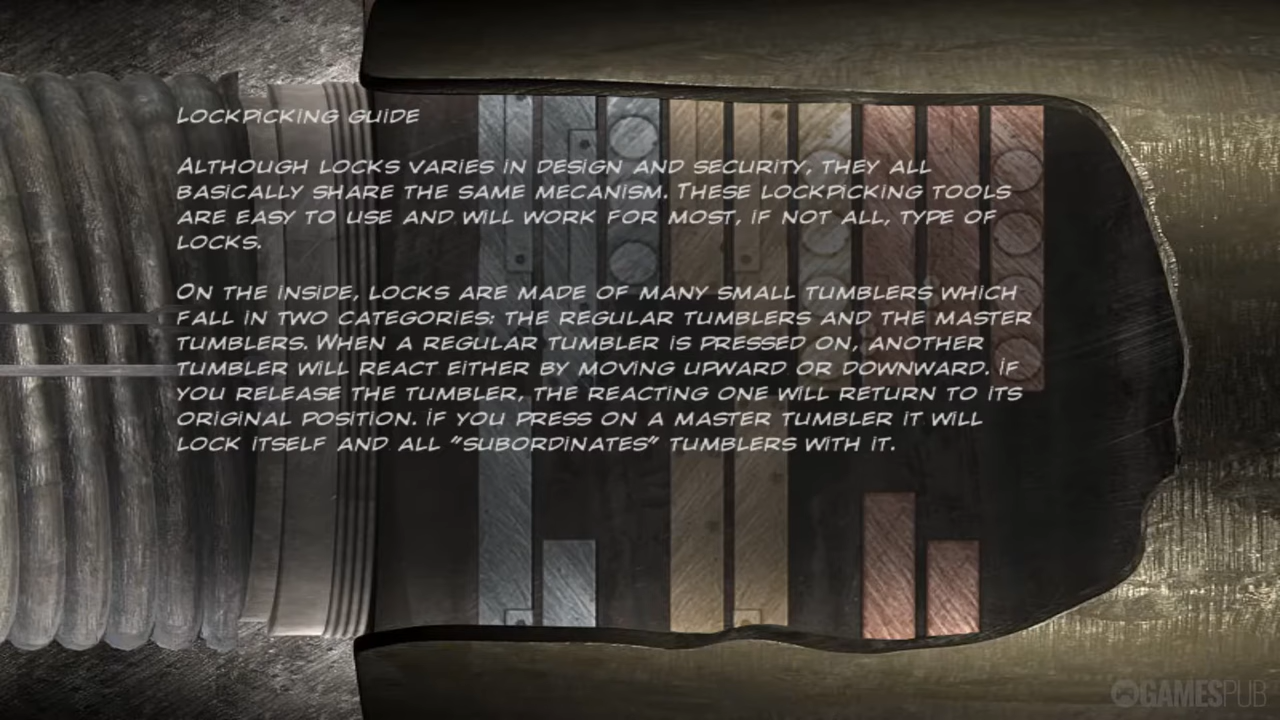 LOCKPICKING GUIDE
ALTHOUGH LOCKS VARIES IN DESIGN AND SECURITY, THEY ALL
BASICALLY SHARE THE SAME MECANISM. THESE LOCKPICKING TOOLS
ARE EASY TO USE AND WILL WORK FOR MOST, IF NOT ALL, TYPE OF
LOCKS.
ON THE INSIDE, LOCKS ARE MADE OF MANY SMALL TUMBLERS WHICH
FALL IN TWO CATEGORIES: THE REGULAR TUMBLERS AND THE MASTER
TUMBLERS. WHEN A REGULAR TUMBLER IS PRESSED ON, ANOTHER
TUMBLER WILL REACT EITHER BY MOVING UPWARD OR DOWNWARD. IF
YOU RELEASE THE TUMBLER, THE REACTING ONE WILL RETURN TO ITS
ORIGINAL POSITION. IF YOU PRESS ON A MASTER TUMBLER IT WILL
LOCK ITSELF AND ALL "SUBORDINATES" TUMBLERS WITH IT.
GAMESPUB